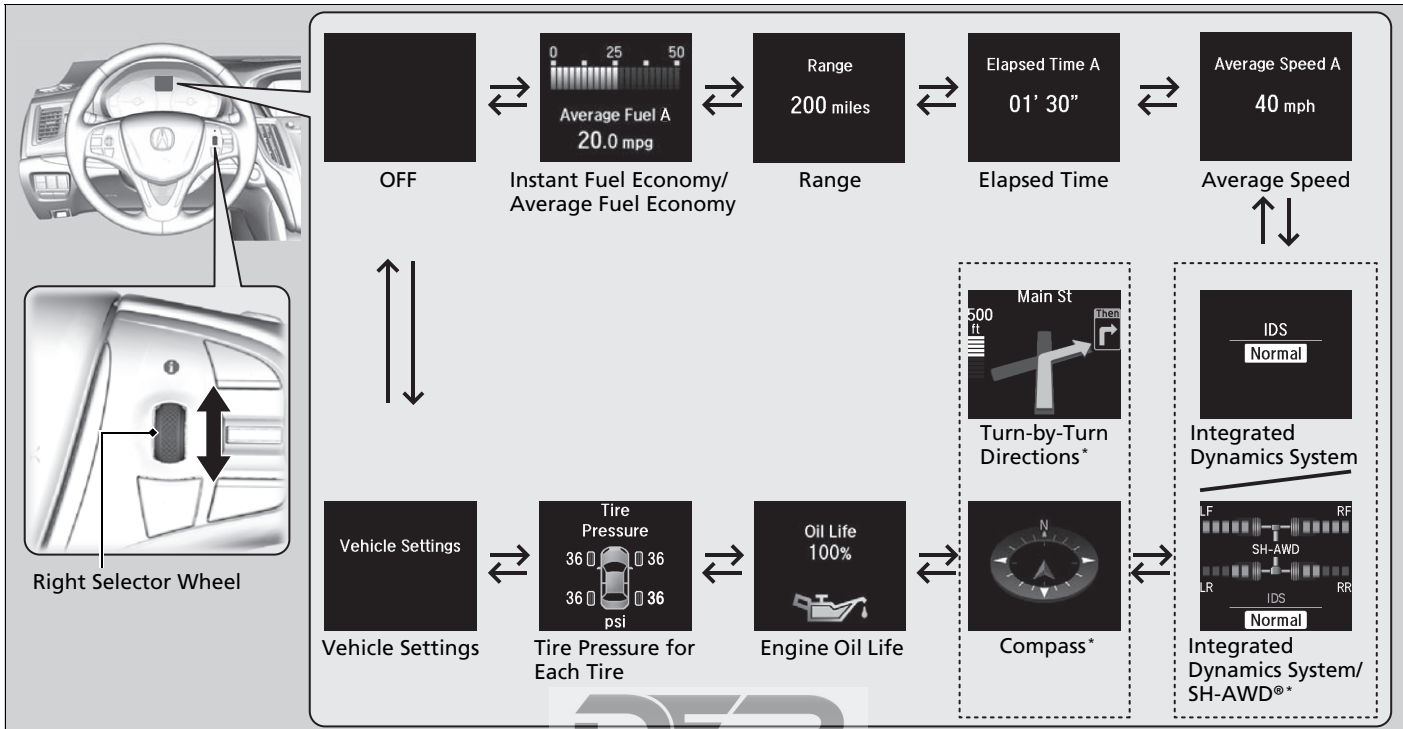 0 25 50
Average Fuel A
20.0 mpg
Range
200 miles
Elapsed Time A
01' 30"
Average Speed A
40 mph
OFF
Instant Fuel Economy/
Average Fuel Economy
Range
Elapsed Time
Average Speed
Main St
500
ft
Then
IDS
Normal
Turn-by-Turn
Directions*
Integrated
Dynamics System
Right Selector Wheel
Vehicle Settings
Tire
Pressure
36 36
36 36
psi
Oil Life
100%
N
LF RF
SH-AWD
LR RR
IDS
Normal
Vehicle Settings
Tire Pressure for
Each Tire
Engine Oil Life
Compass*
Integrated
Dynamics System/
SH-AWD®*